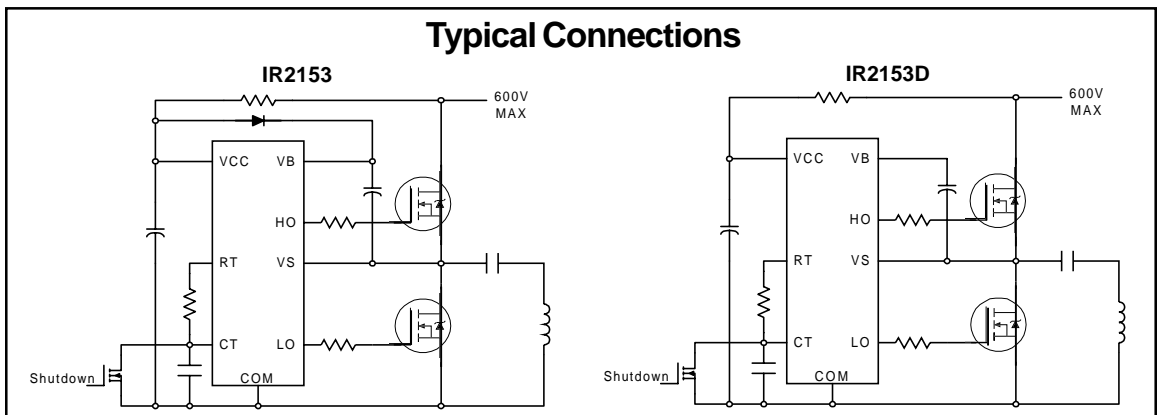 Typical Connections
IR2153
600V
MAX
VCC
VB
HO
RT
VS
CT
LO
COM
Shutdown
IR2153D
600V
MAX
VCC
VB
HO
RT
VS
CT
LO
COM
Shutdown